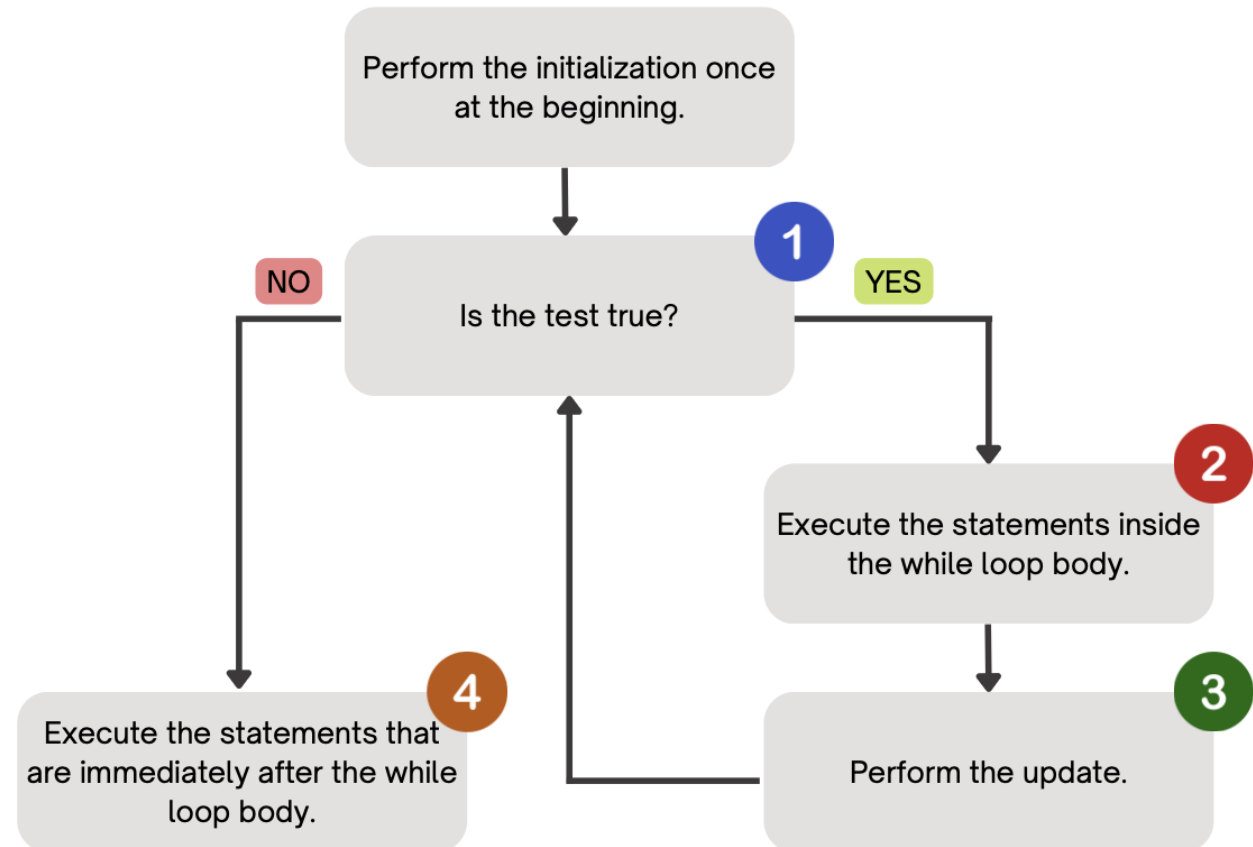 Perform the initialization once
at the beginning.
1
NO
YES
Is the test true?
2
Execute the statements inside
the while loop body.
4
3
Execute the statements that
are immediately after the while
loop body.
Perform the update.